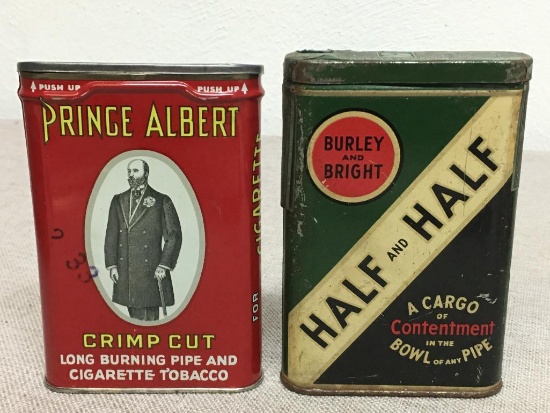 PUSH UP PUSH UP
PRINCE ALBERT
CRIMP CUT
LONG BURNING PIPE AND
CIGARETTE TOBACCO
FOR CIGARETTE
33
BURLEY
AND
BRIGHT
HALF AND HALF
A CARGO
OF
Contentment
IN THE
BOWL OF ANY PIPE